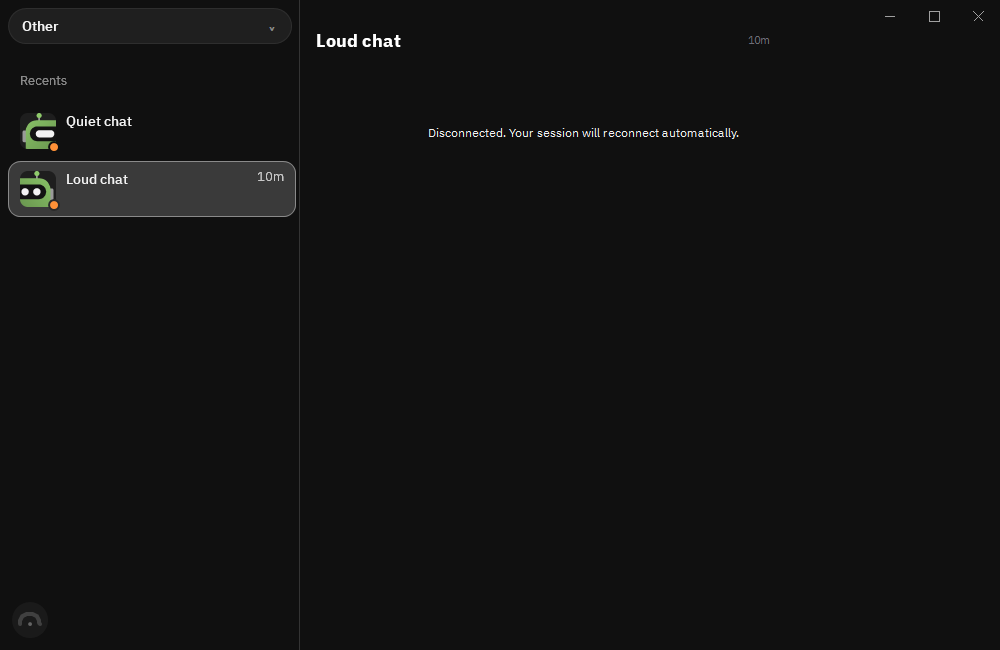 Other
Recents
Quiet chat
Loud chat
10m
Loud chat
10m
Disconnected. Your session will reconnect automatically.